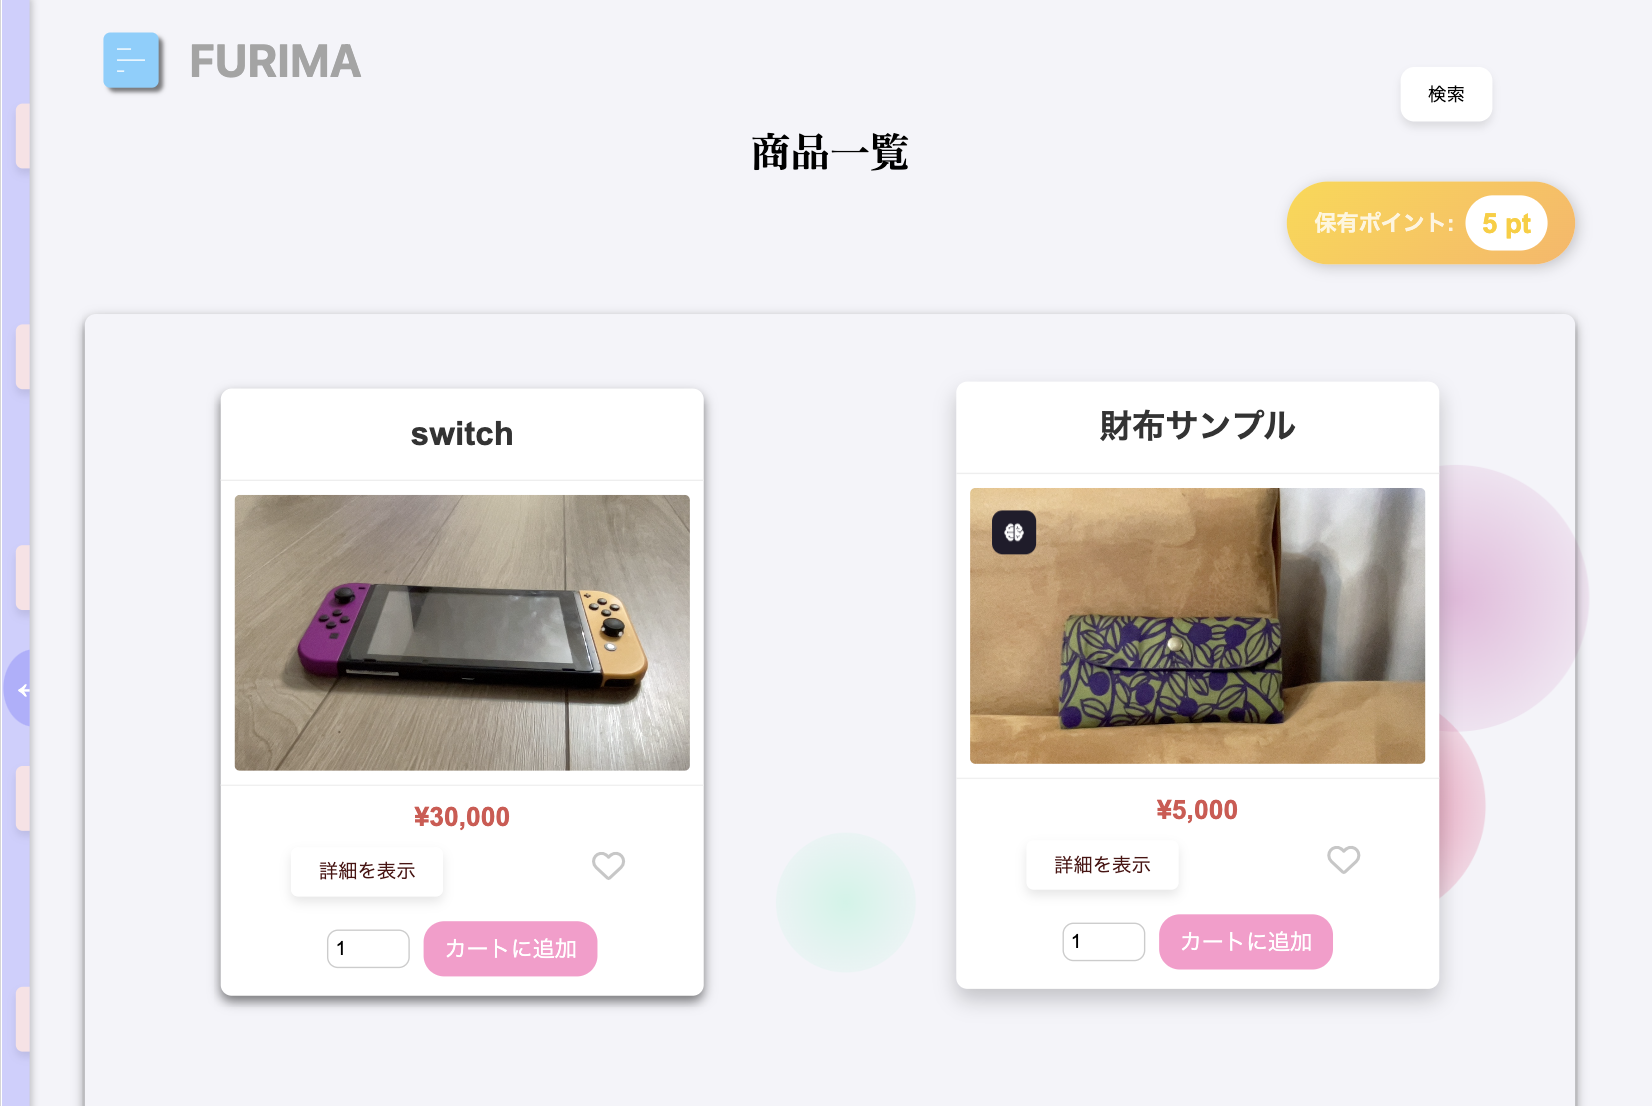 FURIMA
検索
商品一覧
保有ポイント: 5 pt
switch
¥30,000
詳細を表示
1 カートに追加
財布サンプル
¥5,000
詳細を表示
1 カートに追加